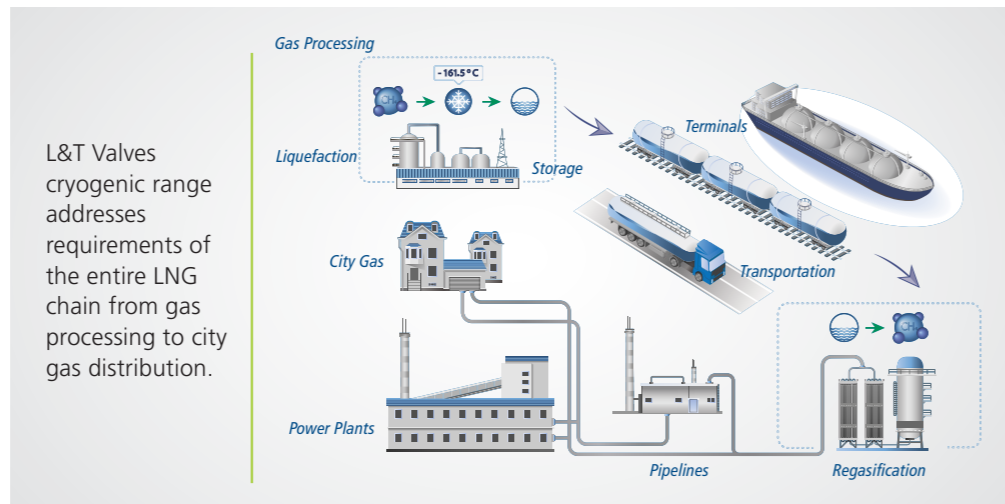 L&T Valves
cryogenic range
addresses
requirements of
the entire LNG
chain from gas
processing to city
gas distribution.
Gas Processing
- 161.5°C
Liquefaction
Storage
Terminals
Transportation
City Gas
Power Plants
Pipelines
Regasification